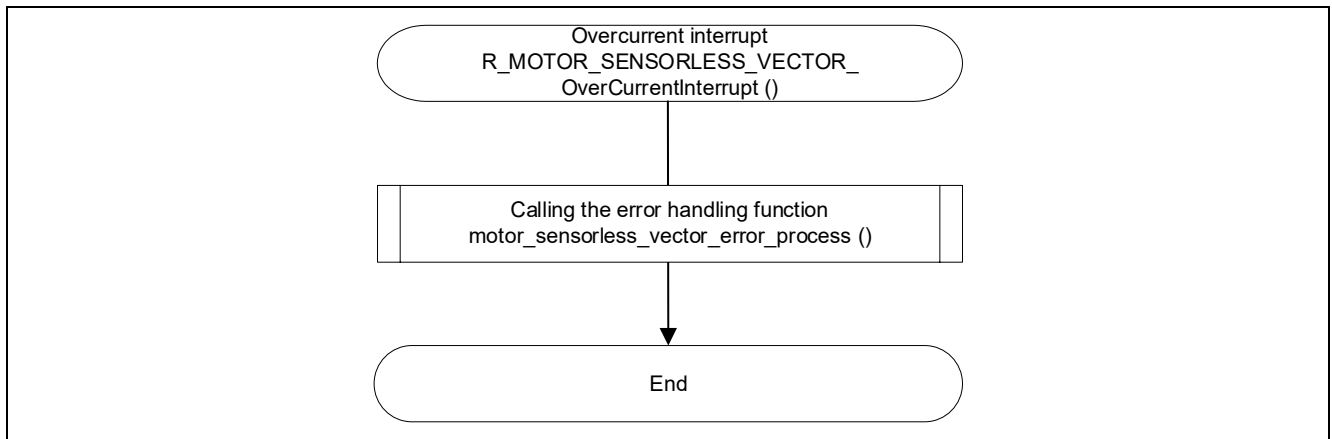 Overcurrent interrupt
R_MOTOR_SENSORLESS_VECTOR_
OverCurrentInterrupt ()
Calling the error handling function
motor_sensorless_vector_error_process ()
End